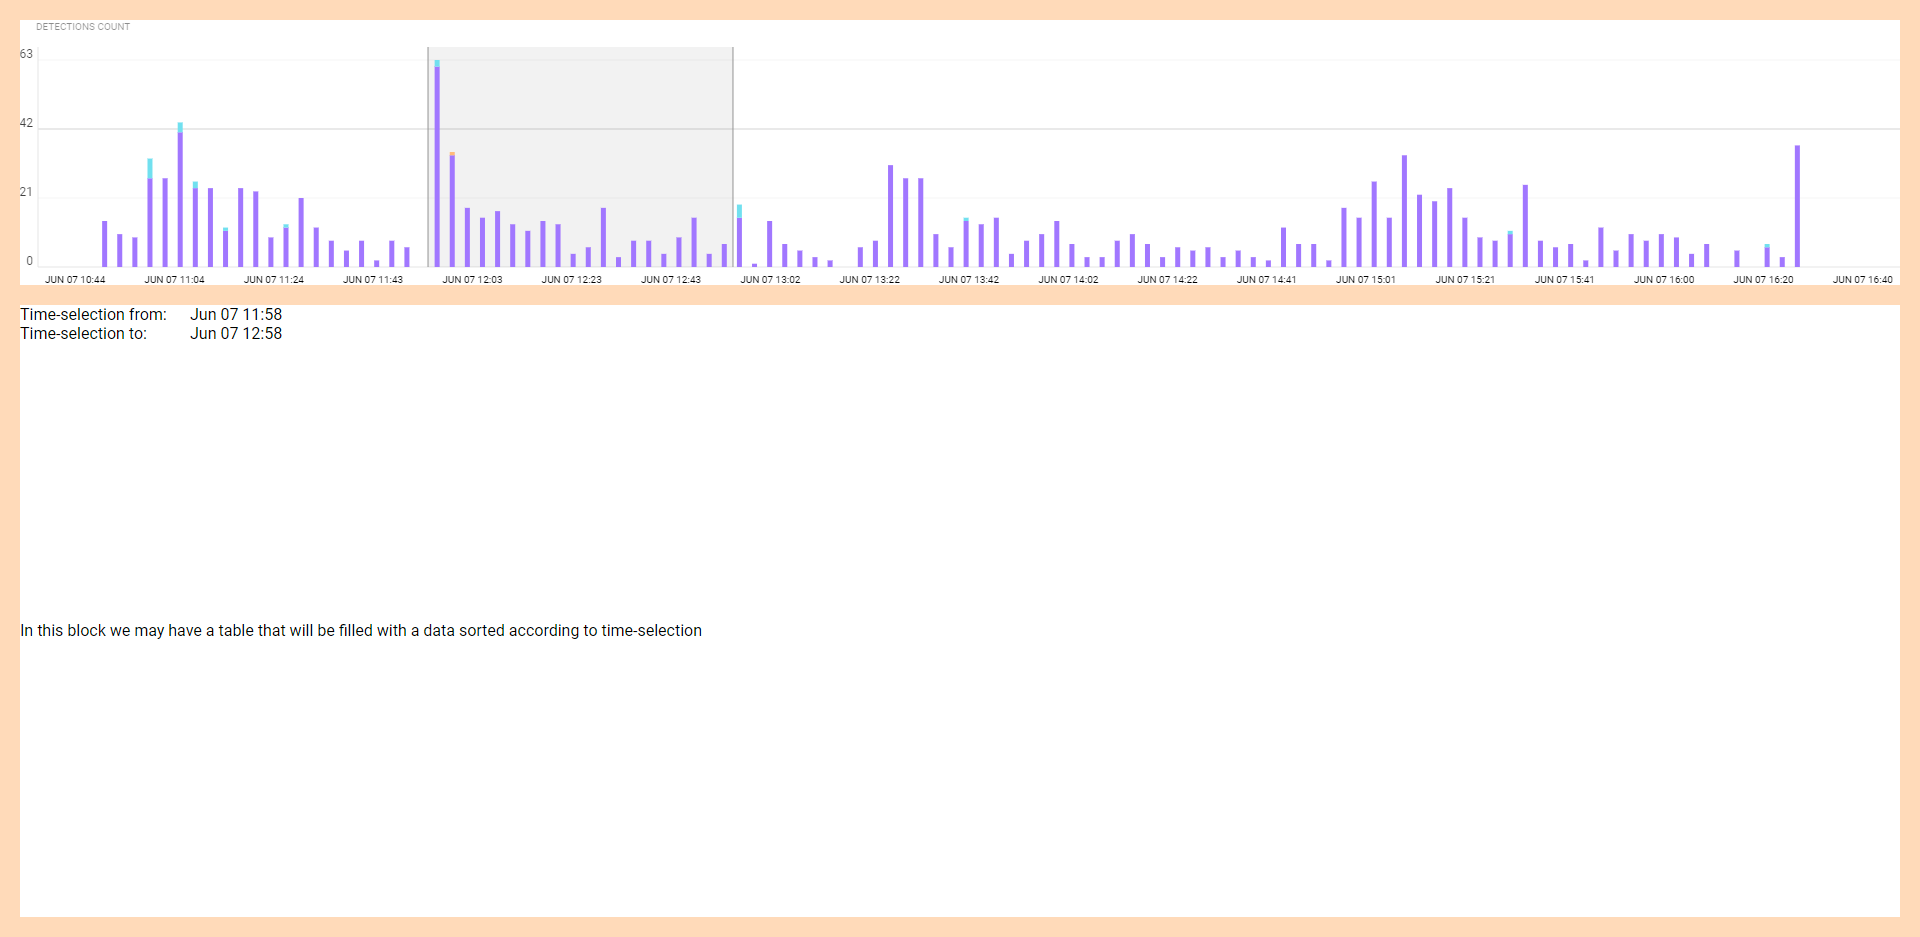 DETECTIONS COUNT
63
42
21
0
JUN 07 10:44 JUN 07 11:04 JUN 07 11:24 JUN 07 11:43 JUN 07 12:03 JUN 07 12:23 JUN 07 12:43 JUN 07 13:02 JUN 07 13:22 JUN 07 13:42 JUN 07 14:02 JUN 07 14:22 JUN 07 14:41 JUN 07 15:01 JUN 07 15:21 JUN 07 15:41 JUN 07 16:00 JUN 07 16:20 JUN 07 16:40
Time-selection from: Jun 07 11:58
Time-selection to: Jun 07 12:58
In this block we may have a table that will be filled with a data sorted according to time-selection